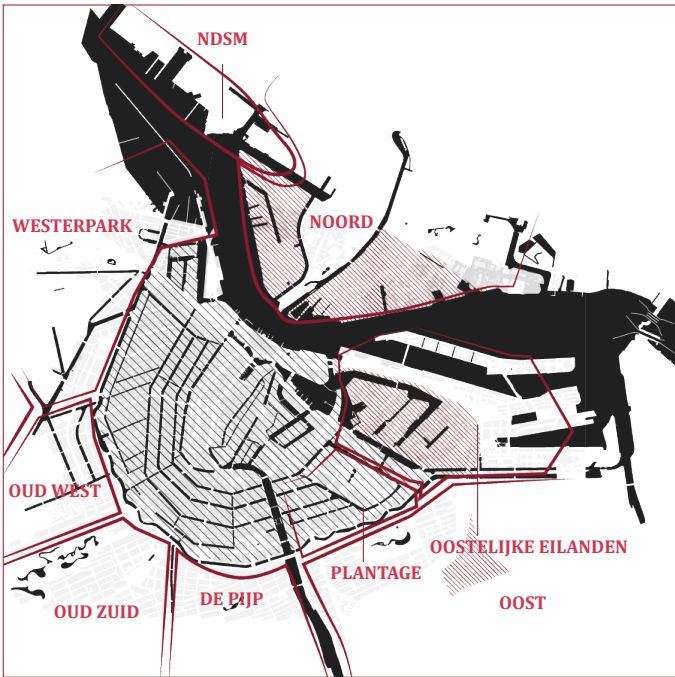 NDSM
NOORD
WESTERPARK
OUD WEST
OOSTELIJKE EILANDEN
PLANTAGE
DE PIJP
OOST
OUD ZUID